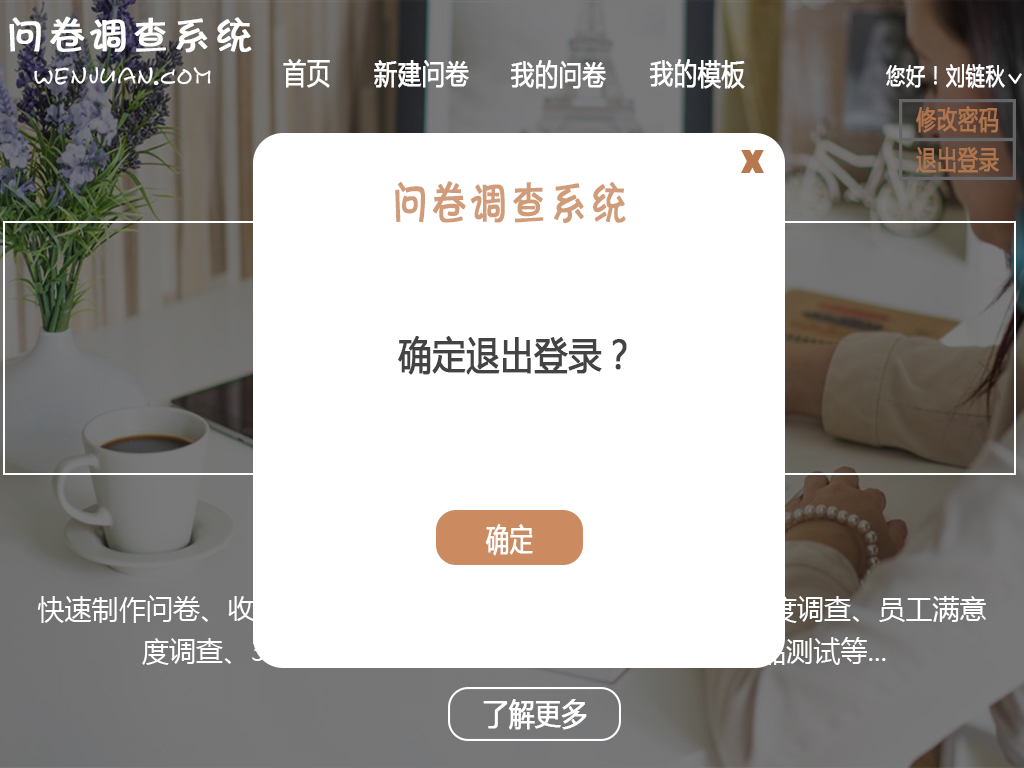 问卷调查系统
WENJUAN.COM
首页 新建问卷 我的问卷 我的模板
您好！刘链秋
修改密码
退出登录
X
问卷调查系统
确定退出登录？
确定
快速制作问卷、收 度调查、员工满意
度调查、 测试等...
了解更多